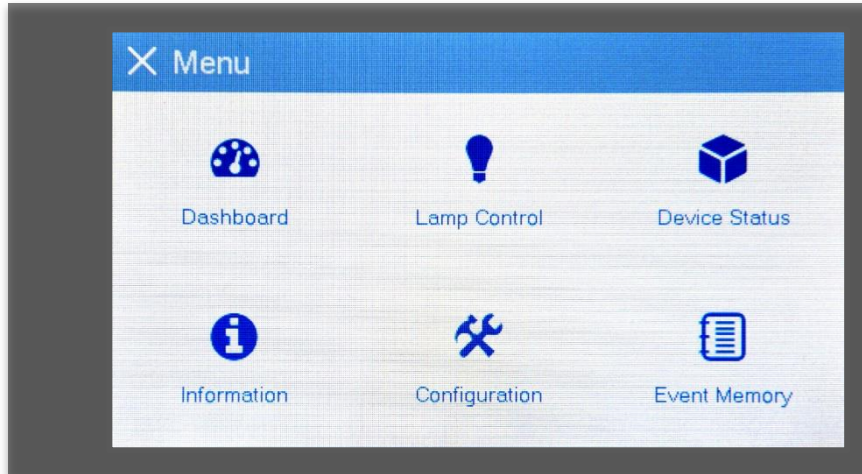 Menu
Dashboard
Lamp Control
Device Status
Information
Configuration
Event Memory